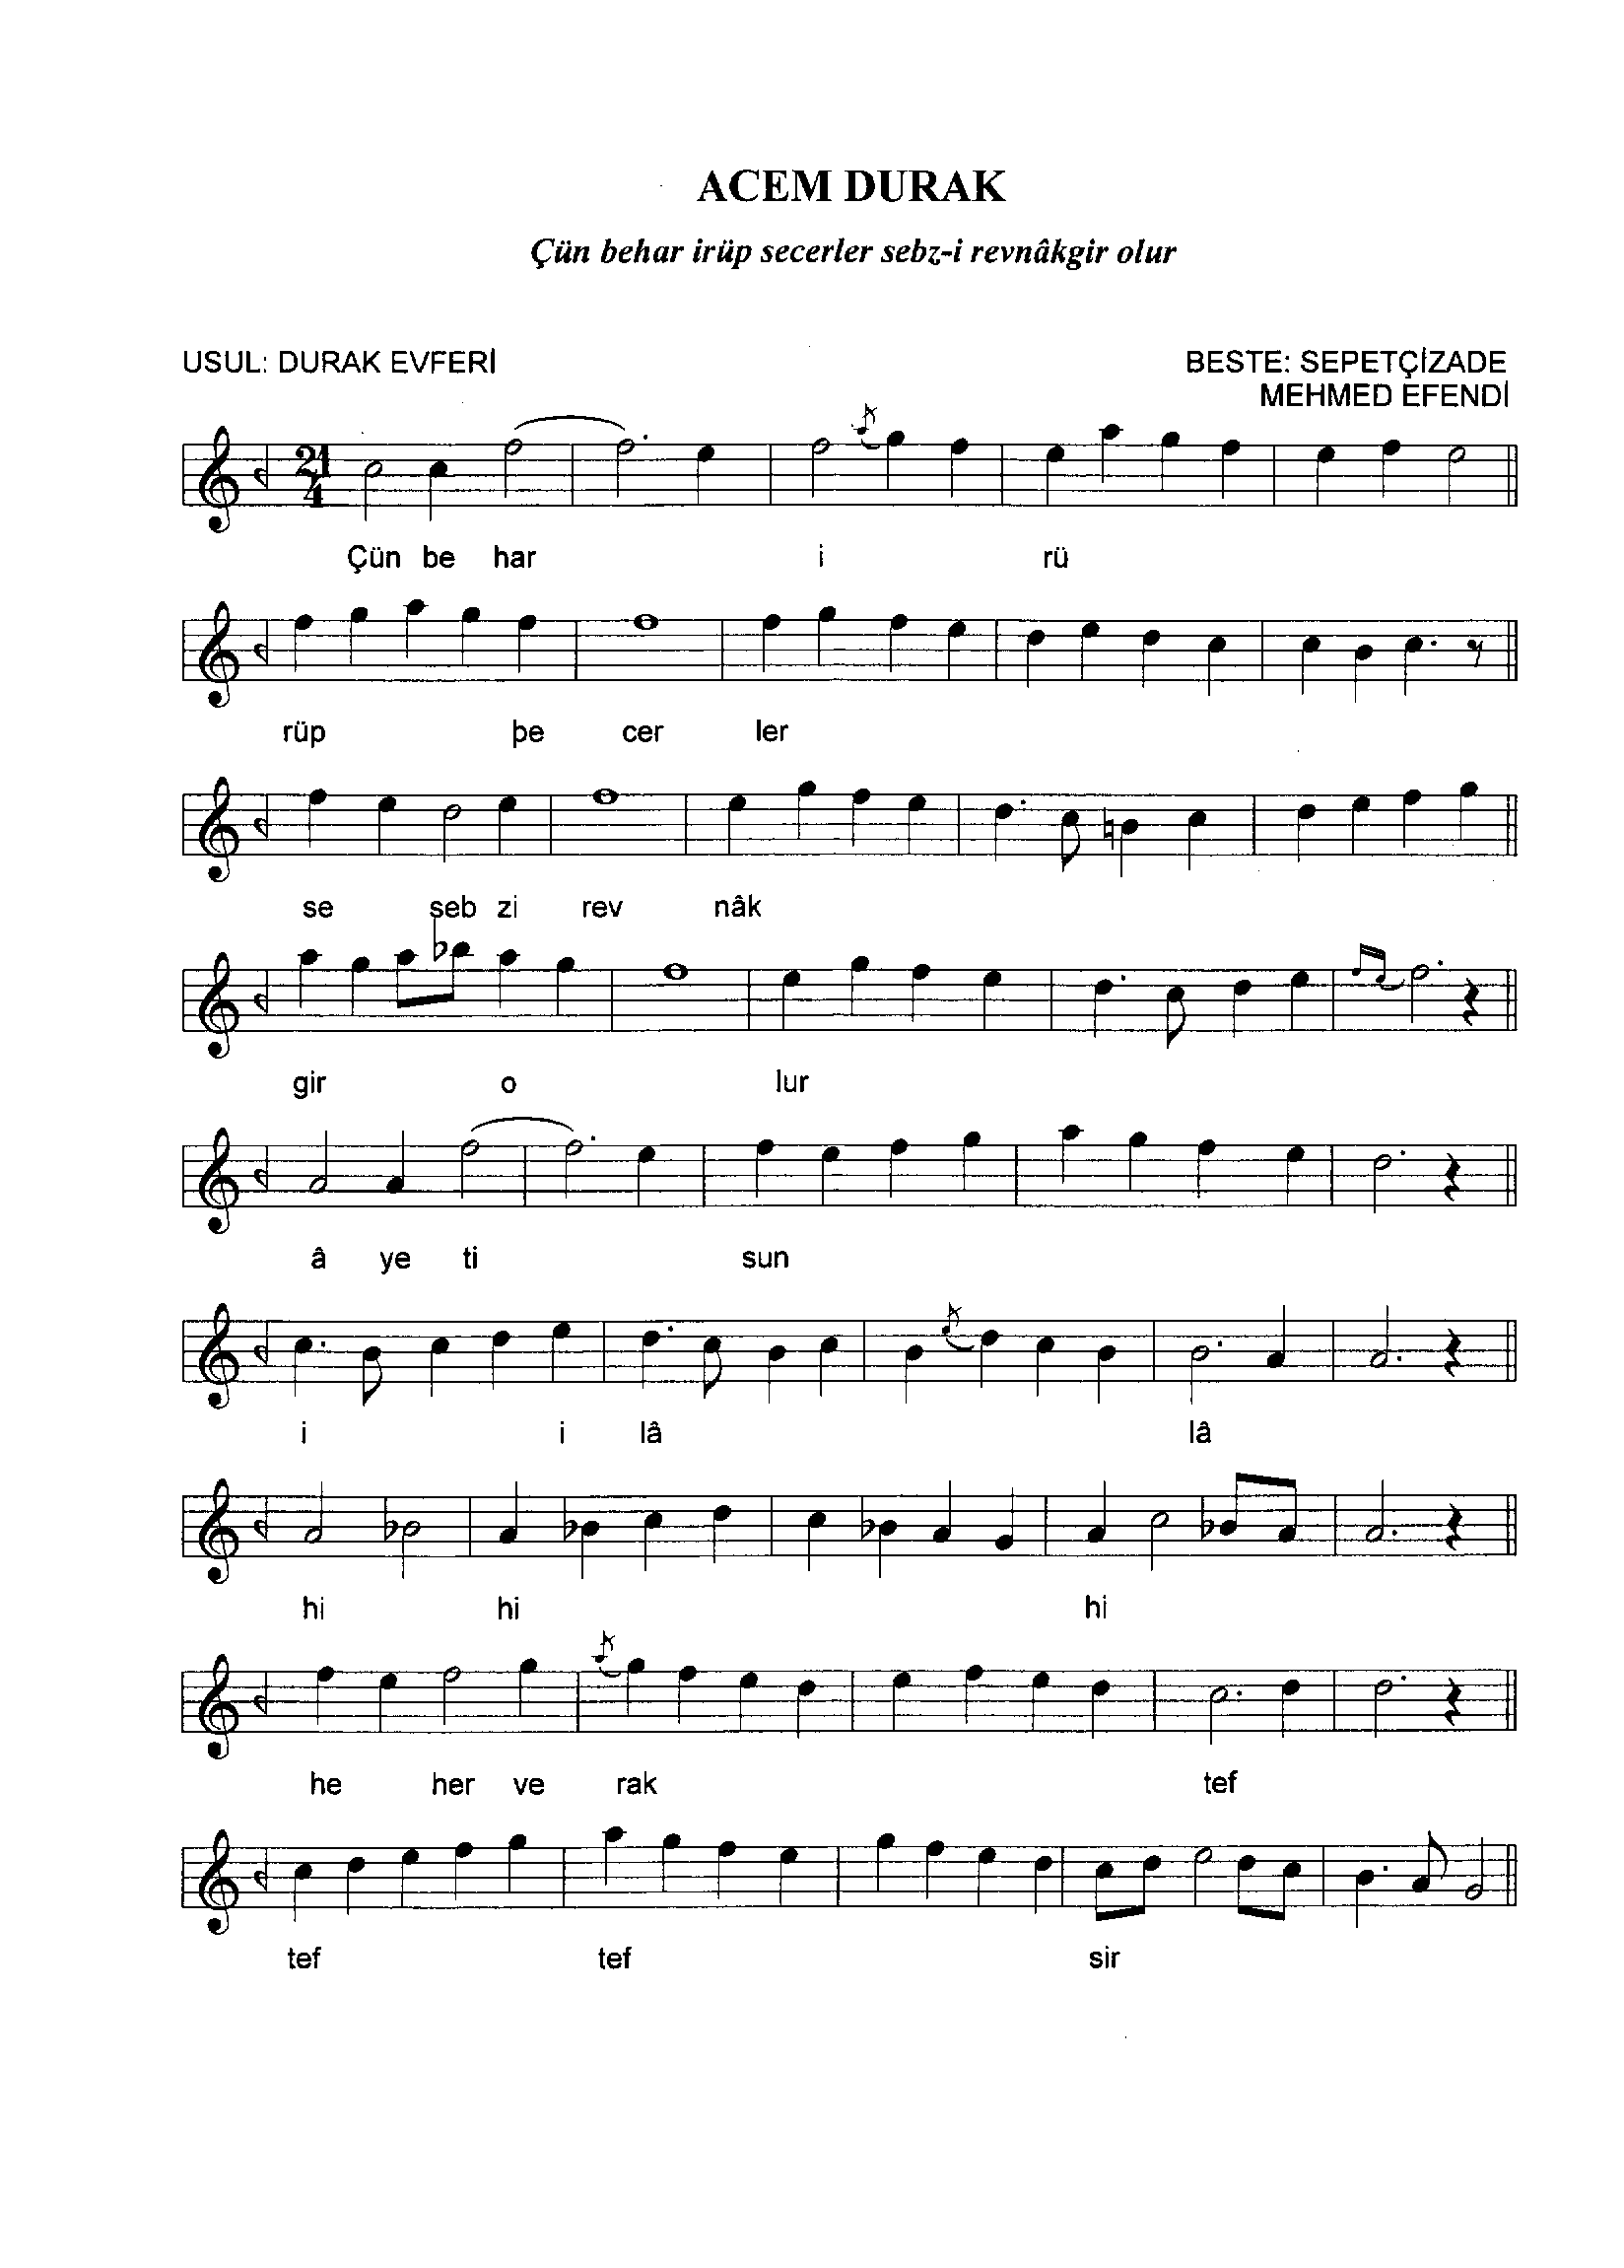 ACEM DURAK
Çün behar irüp secerler sebz-i revnâkgir olur
USUL: DURAK EVFERİ
BESTE: SEPETÇİZADE
MEHMED EFENDİ
21
4
Çün be har i rü
rüp þe cer ler
se seb zi rev nâk
gir o lur
â ye ti sun
i i lâ lâ
hi hi hi
he her ve rak tef
tef tef sir